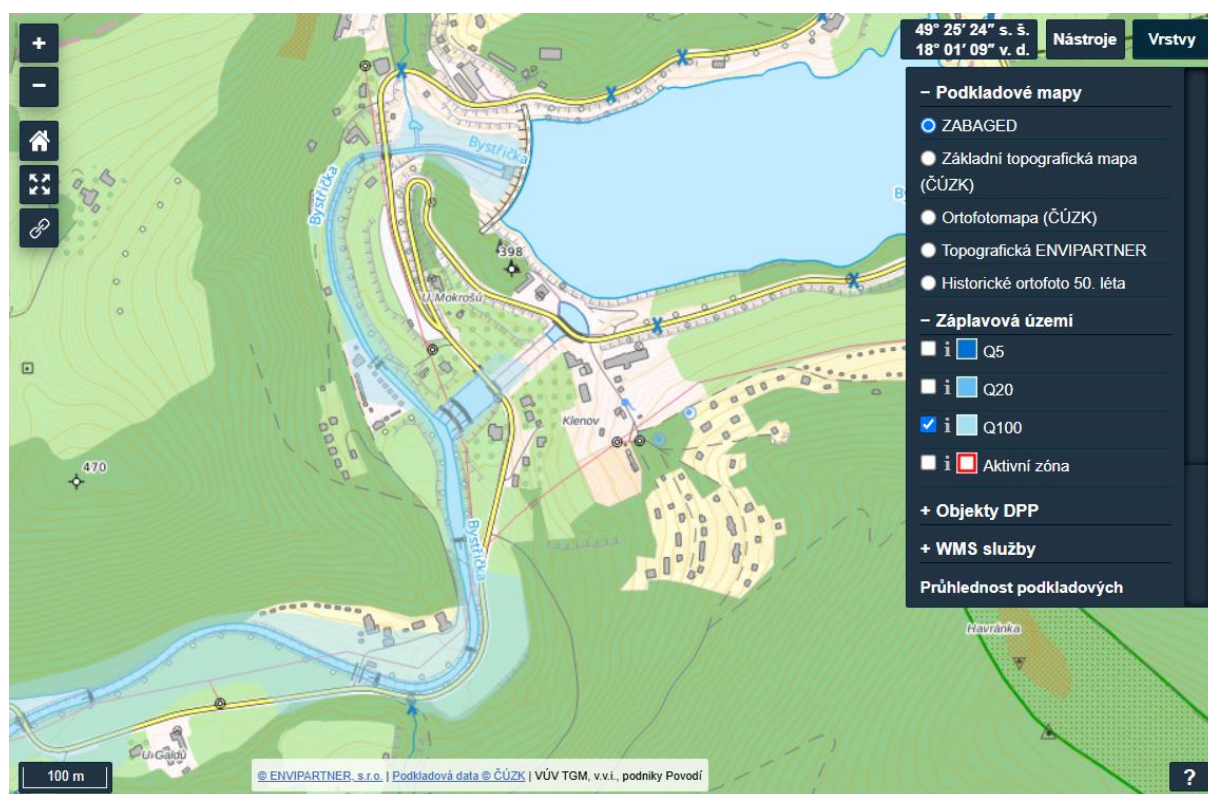 +
−
49° 25′ 24″ s. š.
18° 01′ 09″ v. d.
Nástroje
Vrstvy
− Podkladové mapy
ZABAGED
Základní topografická mapa
(ČÚZK)
Ortofotomapa (ČÚZK)
Topografická ENVIPARTNER
Historické ortofoto 50. léta
− Záplavová území
i Q5
i Q20
i Q100
i Aktivní zóna
+ Objekty DPP
+ WMS služby
Průhlednost podkladových
Bystřička
Bystřička
398
U Mokrošů
Klenov
470
Bystřička
Havránka
U Galdů
100 m
© ENVIPARTNER, s.r.o. | Podkladová data © ČÚZK | VÚV TGM, v.v.i., podniky Povodí
?